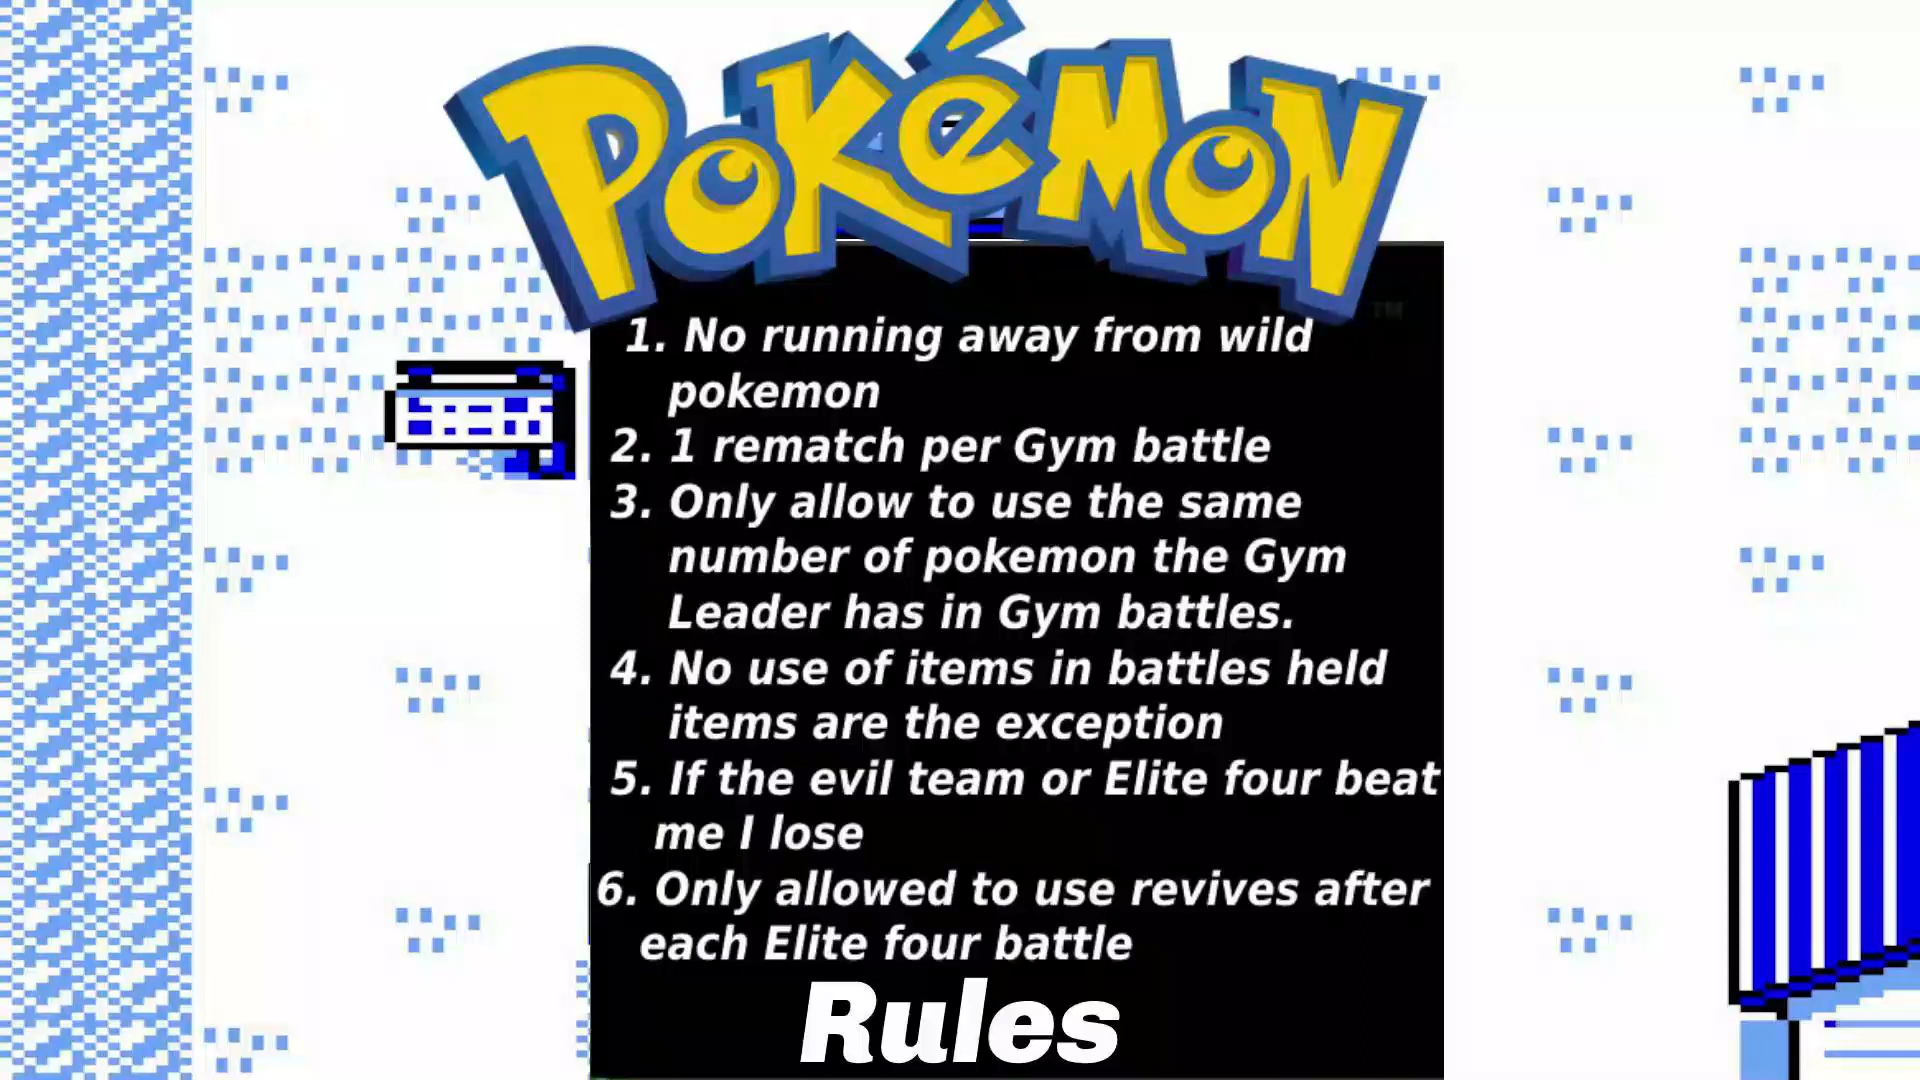 POKéMON
TM
1. No running away from wild
pokemon
2. 1 rematch per Gym battle
3. Only allow to use the same
number of pokemon the Gym
Leader has in Gym battles.
4. No use of items in battles held
items are the exception
5. If the evil team or Elite four beat
me I lose
6. Only allowed to use revives after
each Elite four battle
Rules